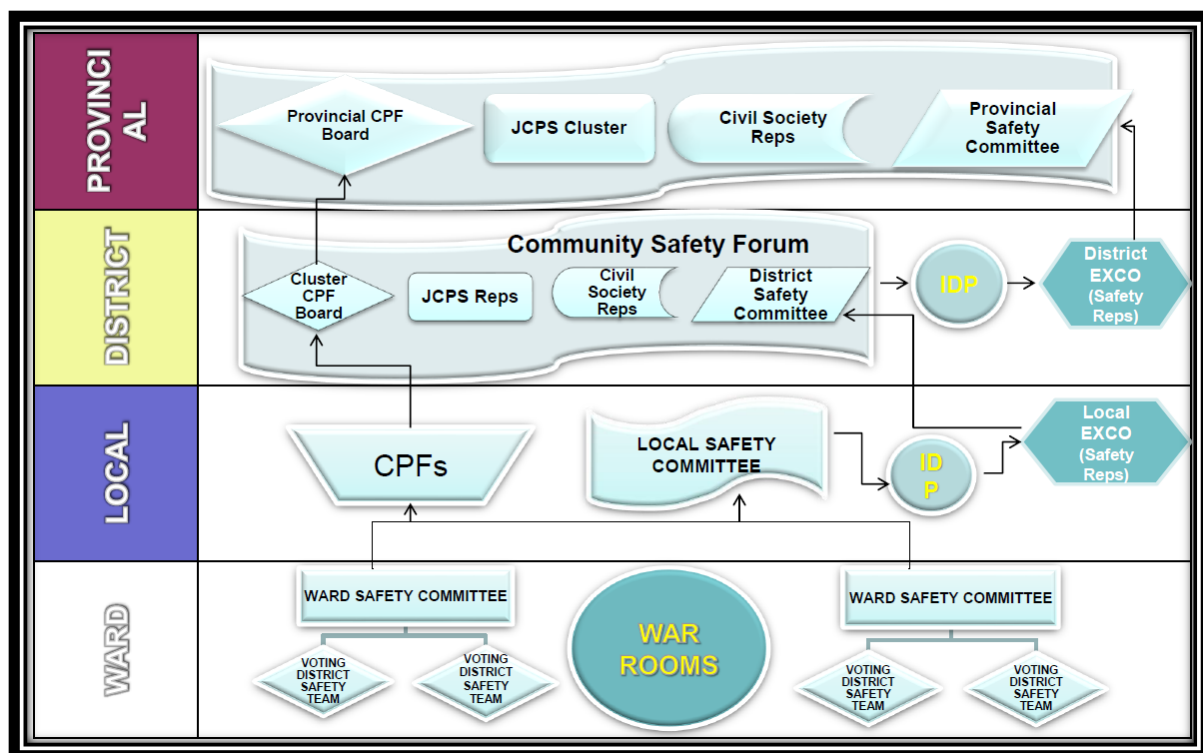 PROVINCI
AL
Provincial CPF
Board
JCPS Cluster
Civil Society
Reps
Provincial
Safety
Committee
DISTRICT
Community Safety Forum
Cluster
CPF
Board
JCPS Reps
Civil
Society
Reps
District
Safety
Committee
IDP
District
EXCO
(Safety
Reps)
LOCAL
CPFs
LOCAL SAFETY
COMMITTEE
ID
P
Local
EXCO
(Safety
Reps)
WARD
WARD SAFETY COMMITTEE
VOTING
DISTRICT
SAFETY
TEAM
VOTING
DISTRICT
SAFETY
TEAM
WAR
ROOMS
WARD SAFETY COMMITTEE
VOTING
DISTRICT
SAFETY
TEAM
VOTING
DISTRICT
SAFETY
TEAM